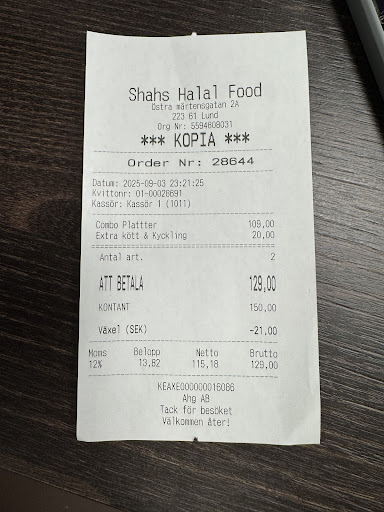 Shahs Halal Food
Östra mårtensgatan 2A
223 61 Lund
Org Nr: 5594608031
*** KOPIA ***
Order Nr: 28644
Datum: 2025-09-03 23:21:25
Kvittonr: 01-00028691
Kassör: Kassör 1 (1011)
Combo Plattter 109,00
Extra kött & Kyckling 20,00
Antal art. 2
ATT BETALA 129,00
KONTANT 150,00
Växel (SEK) -21,00
Moms Belopp Netto Brutto
12% 13,82 115,18 129,00
KEAXE000000016086
Ahg AB
Tack för besöket
Välkommen åter!